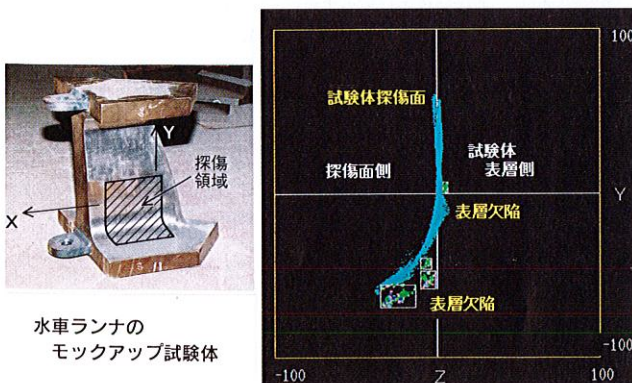 Y
探傷
領域
X
水車ランナの
モックアップ試験体
100
試験体探傷面
試験体
表層側
探傷面側
Y
表層欠陥
表層欠陥
-100
-100
Z
100